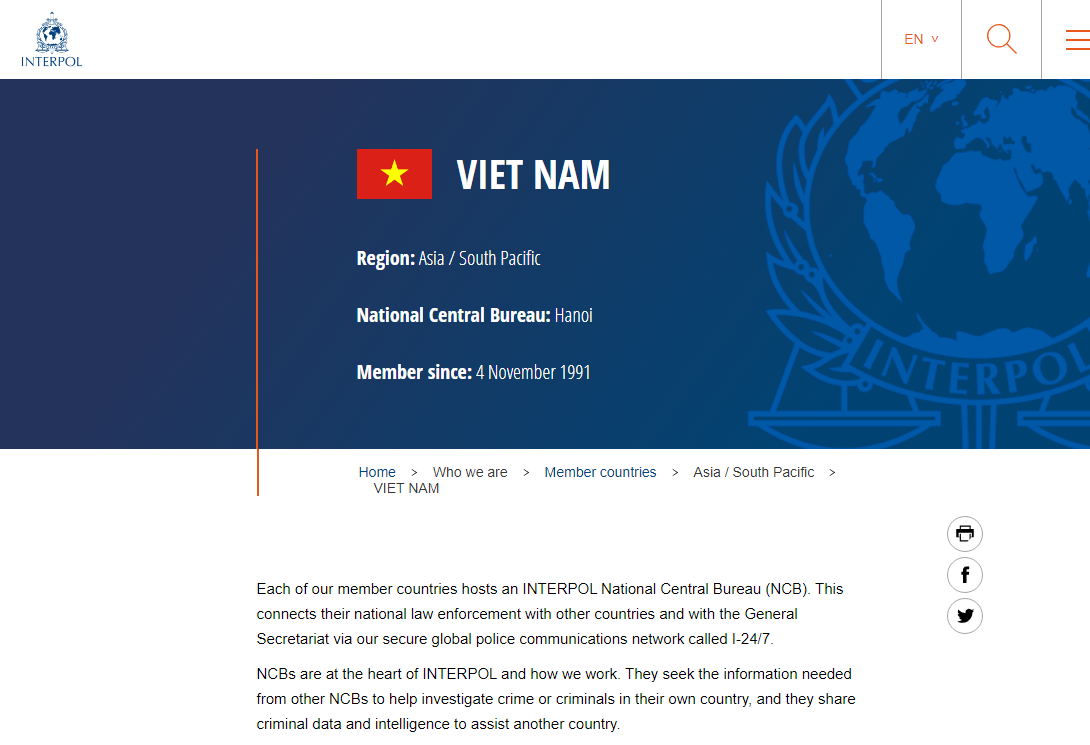 INTERPOL
EN
VIET NAM
Region: Asia / South Pacific
National Central Bureau: Hanoi
Member since: 4 November 1991
INTERPOL
Home > Who we are > Member countries > Asia / South Pacific >
VIET NAM
Each of our member countries hosts an INTERPOL National Central Bureau (NCB). This
connects their national law enforcement with other countries and with the General
Secretariat via our secure global police communications network called I-24/7.
NCBs are at the heart of INTERPOL and how we work. They seek the information needed
from other NCBs to help investigate crime or criminals in their own country, and they share
criminal data and intelligence to assist another country.